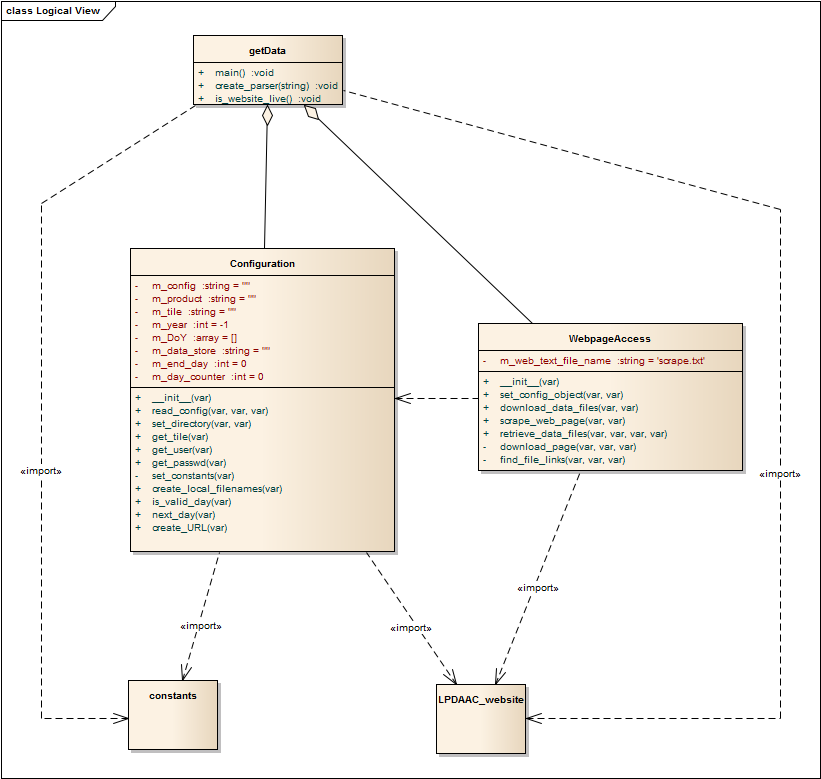 class Logical View
getData
+ main() :void
+ create_parser(string) :void
+ is_website_live() :void
Configuration
- m_config :string = ""
- m_product :string = ""
- m_tile :string = ""
- m_year :int = -1
- m_DoY :array = []
- m_data_store :string = ""
- m_end_day :int = 0
- m_day_counter :int = 0
+ __init__(var)
+ read_config(var, var, var)
+ set_directory(var, var)
+ get_tile(var)
+ get_user(var)
+ get_passwd(var)
- set_constants(var)
+ create_local_filenames(var)
+ is_valid_day(var)
+ next_day(var)
+ create_URL(var)
WebpageAccess
- m_web_text_file_name :string = 'scrape.txt'
+ __init__(var)
+ set_config_object(var, var)
+ download_data_files(var, var)
+ scrape_web_page(var, var)
+ retrieve_data_files(var, var, var, var)
- download_page(var, var, var)
- find_file_links(var, var, var)
«import»
«import»
«import»
«import»
«import»
constants
LPDAAC_website